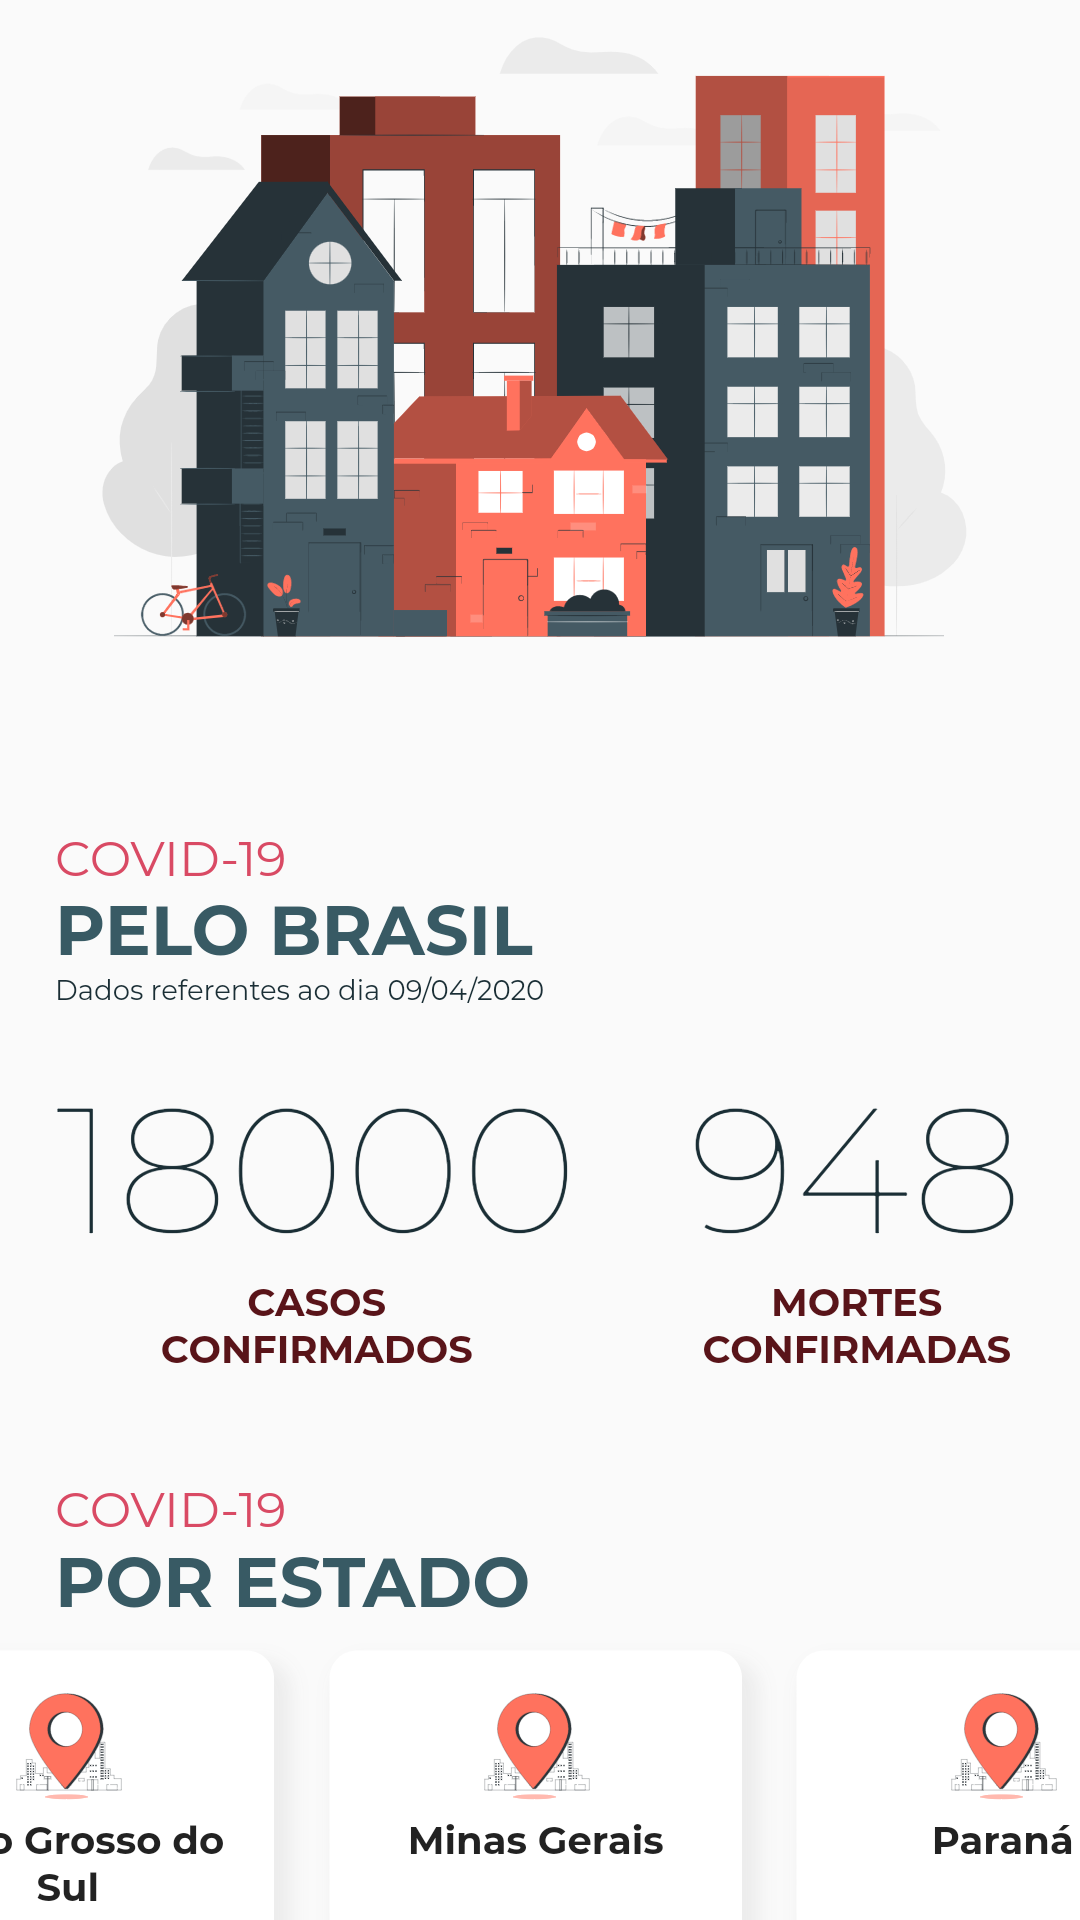 COVID-19
PELO BRASIL
Dados referentes ao dia 09/04/2020
18000
CASOS
CONFIRMADOS
948
MORTES
CONFIRMADAS
COVID-19
POR ESTADO
o Grosso do
Sul
Minas Gerais
Paraná